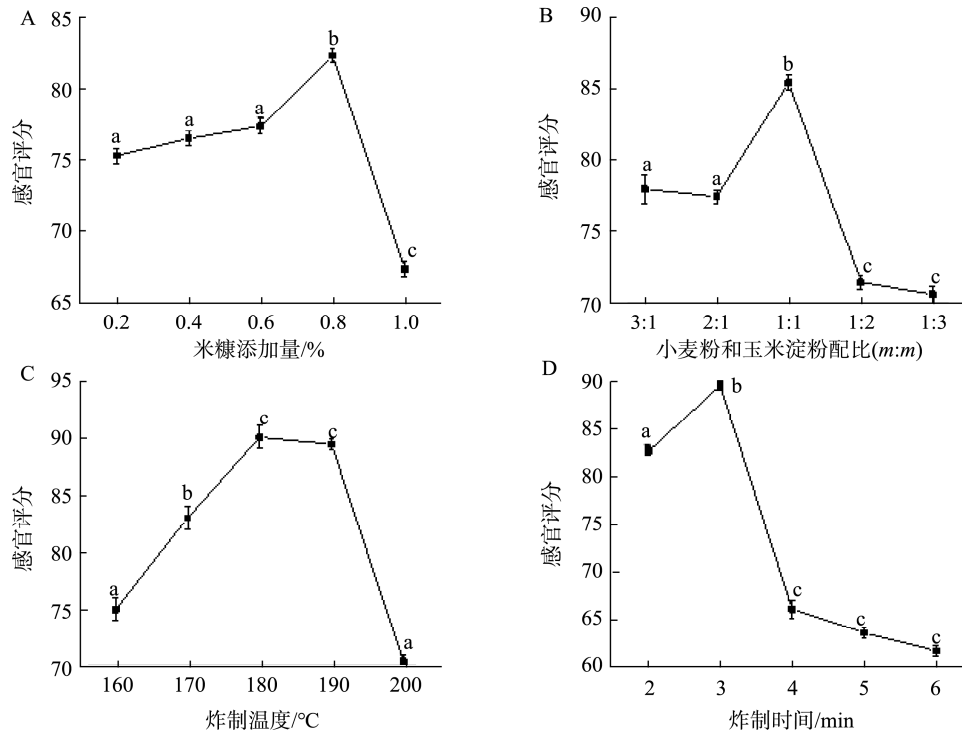 A
85
80
75
70
65
感官评分
a
a
a
b
c
0.2 0.4 0.6 0.8 1.0
米糠添加量/%
B
90
85
80
75
70
感官评分
a
a
b
c
c
3:1 2:1 1:1 1:2 1:3
小麦粉和玉米淀粉配比(m:m)
C
95
90
85
80
75
70
感官评分
a
b
c
c
a
160 170 180 190 200
炸制温度/℃
D
90
85
80
75
70
65
60
感官评分
a
b
c
c
c
2 3 4 5 6
炸制时间/min